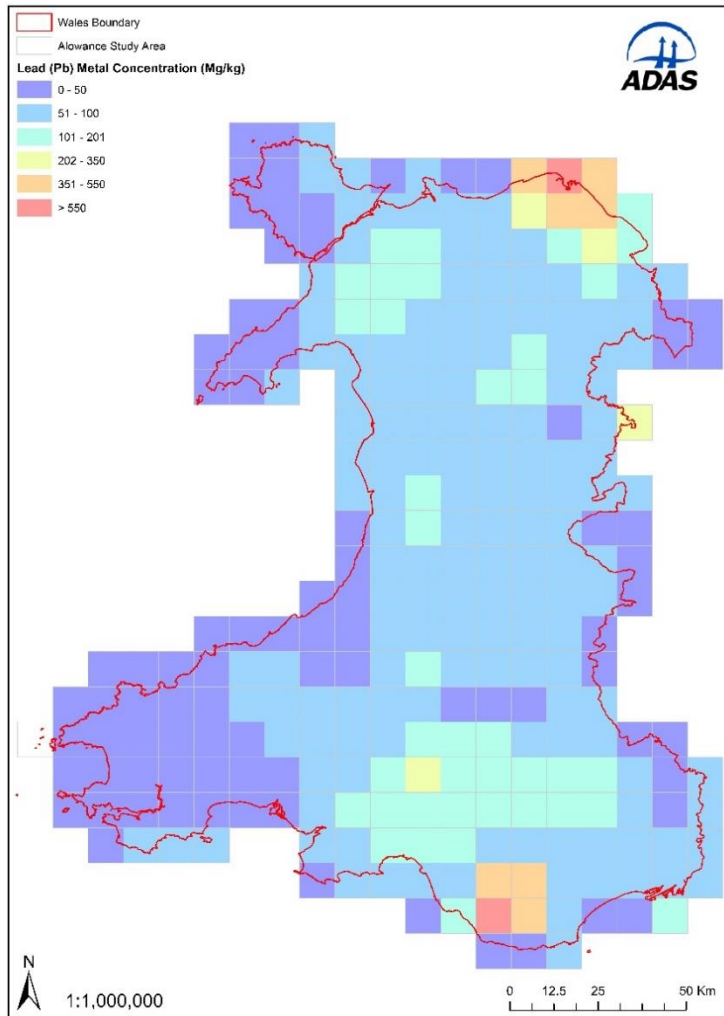 Wales Boundary
Alowance Study Area
Lead (Pb) Metal Concentration (Mg/kg)
0 - 50
51 - 100
101 - 201
202 - 350
351 - 550
> 550
ADAS
N
1:1,000,000
0 12.5 25 50 Km